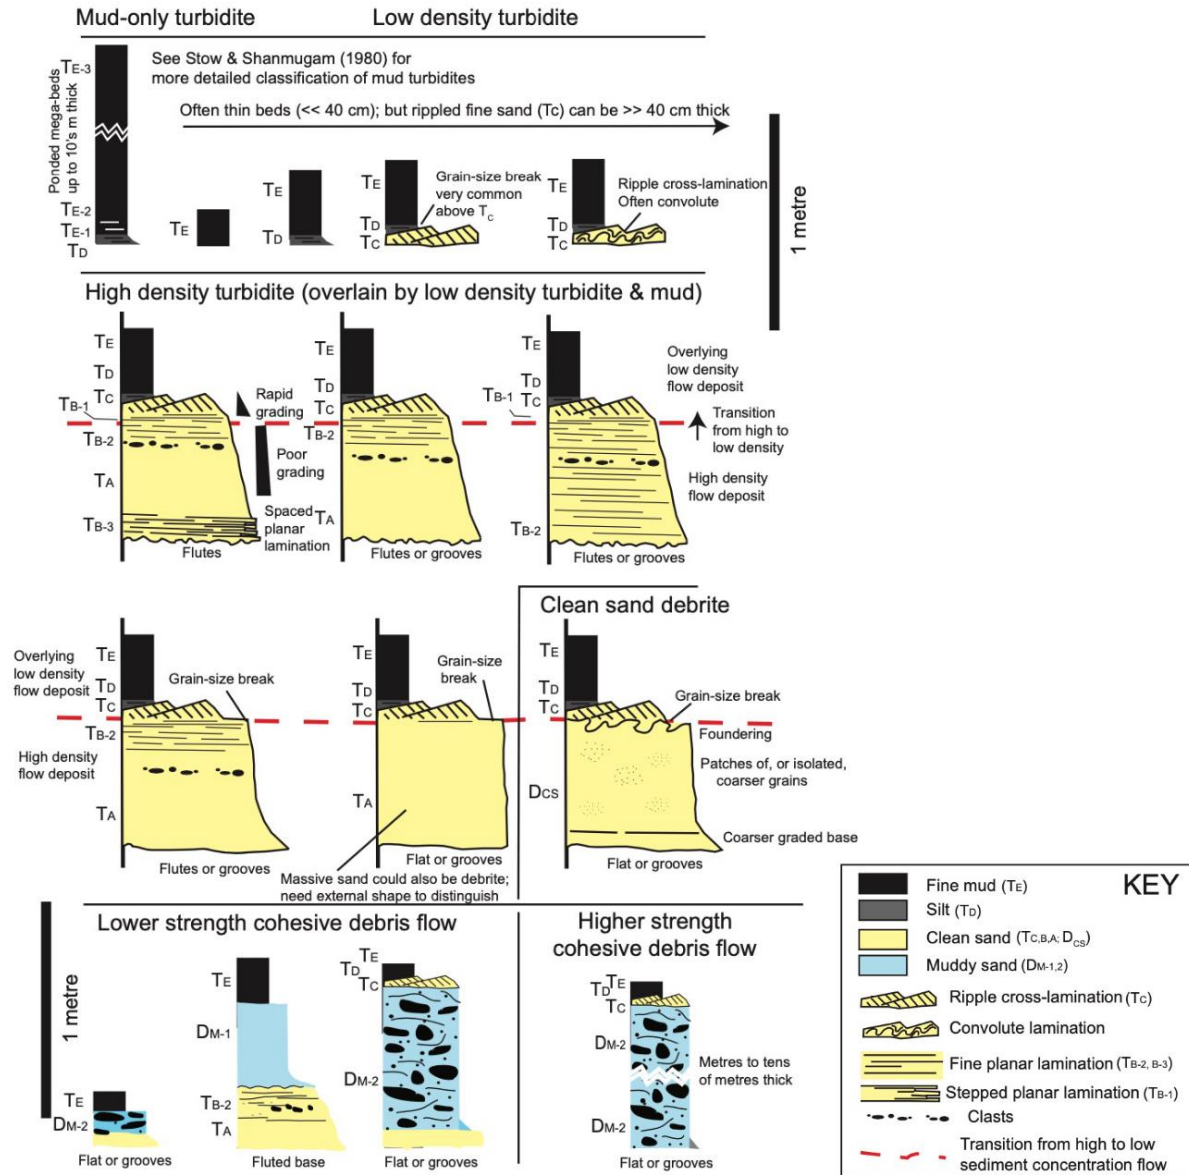 Mud-only turbidite
Low density turbidite
TE-3
Ponded mega-beds
up to 10's m thick
TE-2
TE-1
TD
See Stow & Shanmugam (1980) for
more detailed classification of mud turbidites
Often thin beds (<< 40 cm); but rippled fine sand (Tc) can be >> 40 cm thick
TE
TE
TD
TE
TD
TC
Grain-size break
very common
above TC
TE
TD
TC
Ripple cross-lamination
Often convolute
1 metre
High density turbidite (overlain by low density turbidite & mud)
TE
TD
TC
TB-1
TB-2
TA
TB-3
Rapid
grading
Poor
grading
Spaced
planar
lamination
Flutes
TE
TD
TC
TB-2
TA
Flutes or grooves
TE
TD
TB-1
TC
TB-2
Flutes or grooves
Overlying
low density
flow deposit
Transition
from high to
low density
High density
flow deposit
Overlying
low density
flow deposit
High density
flow deposit
TE
TD
TC
TB-2
TA
Grain-size break
Flutes or grooves
TE
TD
TC
TA
Grain-size
break
Flat or grooves
Massive sand could also be debrite;
need external shape to distinguish
Clean sand debrite
TE
TD
TC
DCS
Grain-size break
Foundering
Patches of, or isolated,
coarser grains
Coarser graded base
Flat or grooves
Lower strength cohesive debris flow
1 metre
TE
DM-2
Flat or grooves
TE
DM-1
TB-2
TA
Fluted base
TE
TD
TC
DM-2
Flat or grooves
Higher strength
cohesive debris flow
TE
TD
TC
DM-2
DM-2
Metres to tens
of metres thick
Flat or grooves
KEY
Fine mud (TE)
Silt (TD)
Clean sand (TC,B,A; DCS)
Muddy sand (DM-1,2)
Ripple cross-lamination (TC)
Convolute lamination
Fine planar lamination (TB-2, B-3)
Stepped planar lamination (TB-1)
Clasts
Transition from high to low
sediment concentration flow